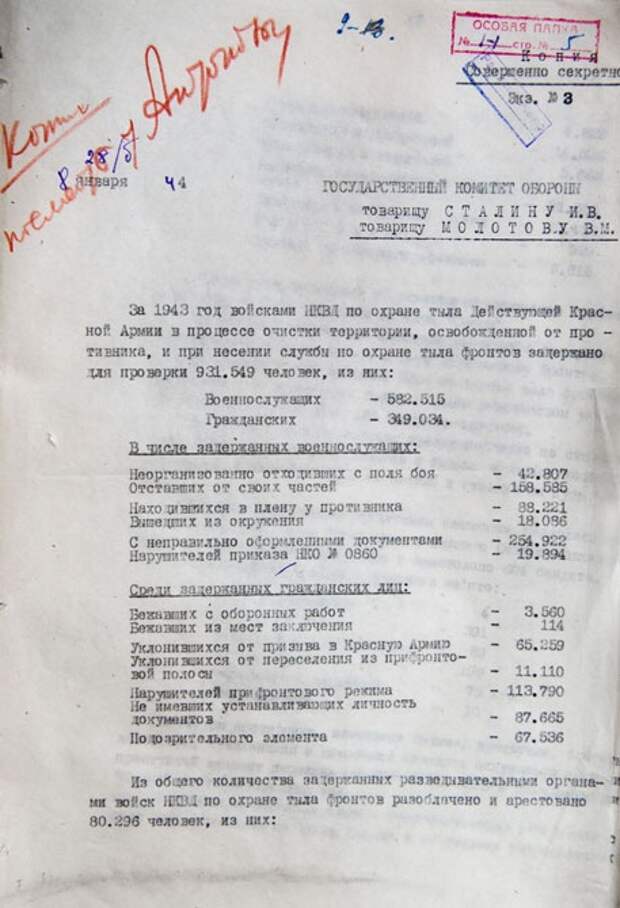 ОСОБАЯ ПАПКА
стр. № 5
Копия
Совершенно секретно
Экз. № 3
8 января 44
ГОСУДАРСТВЕННЫЙ КОМИТЕТ ОБОРОНЫ
товарищу СТАЛИНУ И.В.
товарищу МОЛОТОВУ В.М.
За 1943 год войсками НКВД по охране тыла Действующей Крас-
ной Армии в процессе очистки территории, освобожденной от про-
тивника, и при несении службы по охране тыла фронтов задержано
для проверки 931.549 человек, из них:
Военнослужащих - 582.515
Гражданских - 349.034.
В числе задержанных военнослужащих:
Неорганизованно отходивших с поля боя - 42.807
Отставших от своих частей - 158.585
Находившихся в плену у противника - 88.221
Вышедших из окружения - 18.086
С неправильно оформленными документами - 254.922
Нарушителей приказа НКО № 0860 - 19.894
Среди задержанных гражданских лиц:
Бежавших с оборонных работ - 3.560
Бежавших из мест заключения - 114
Уклонившихся от призыва в Красную Армию - 65.259
Уклонившихся от переселения из прифронто-
вой полосы - 11.110
Нарушителей прифронтового режима - 113.790
Не имевших устанавливающих личность
документов - 87.665
Подозрительного элемента - 67.536
Из общего количества задержанных разведывательными органа-
ми войск НКВД по охране тыла фронтов разоблачено и арестовано
80.296 человек, из них: